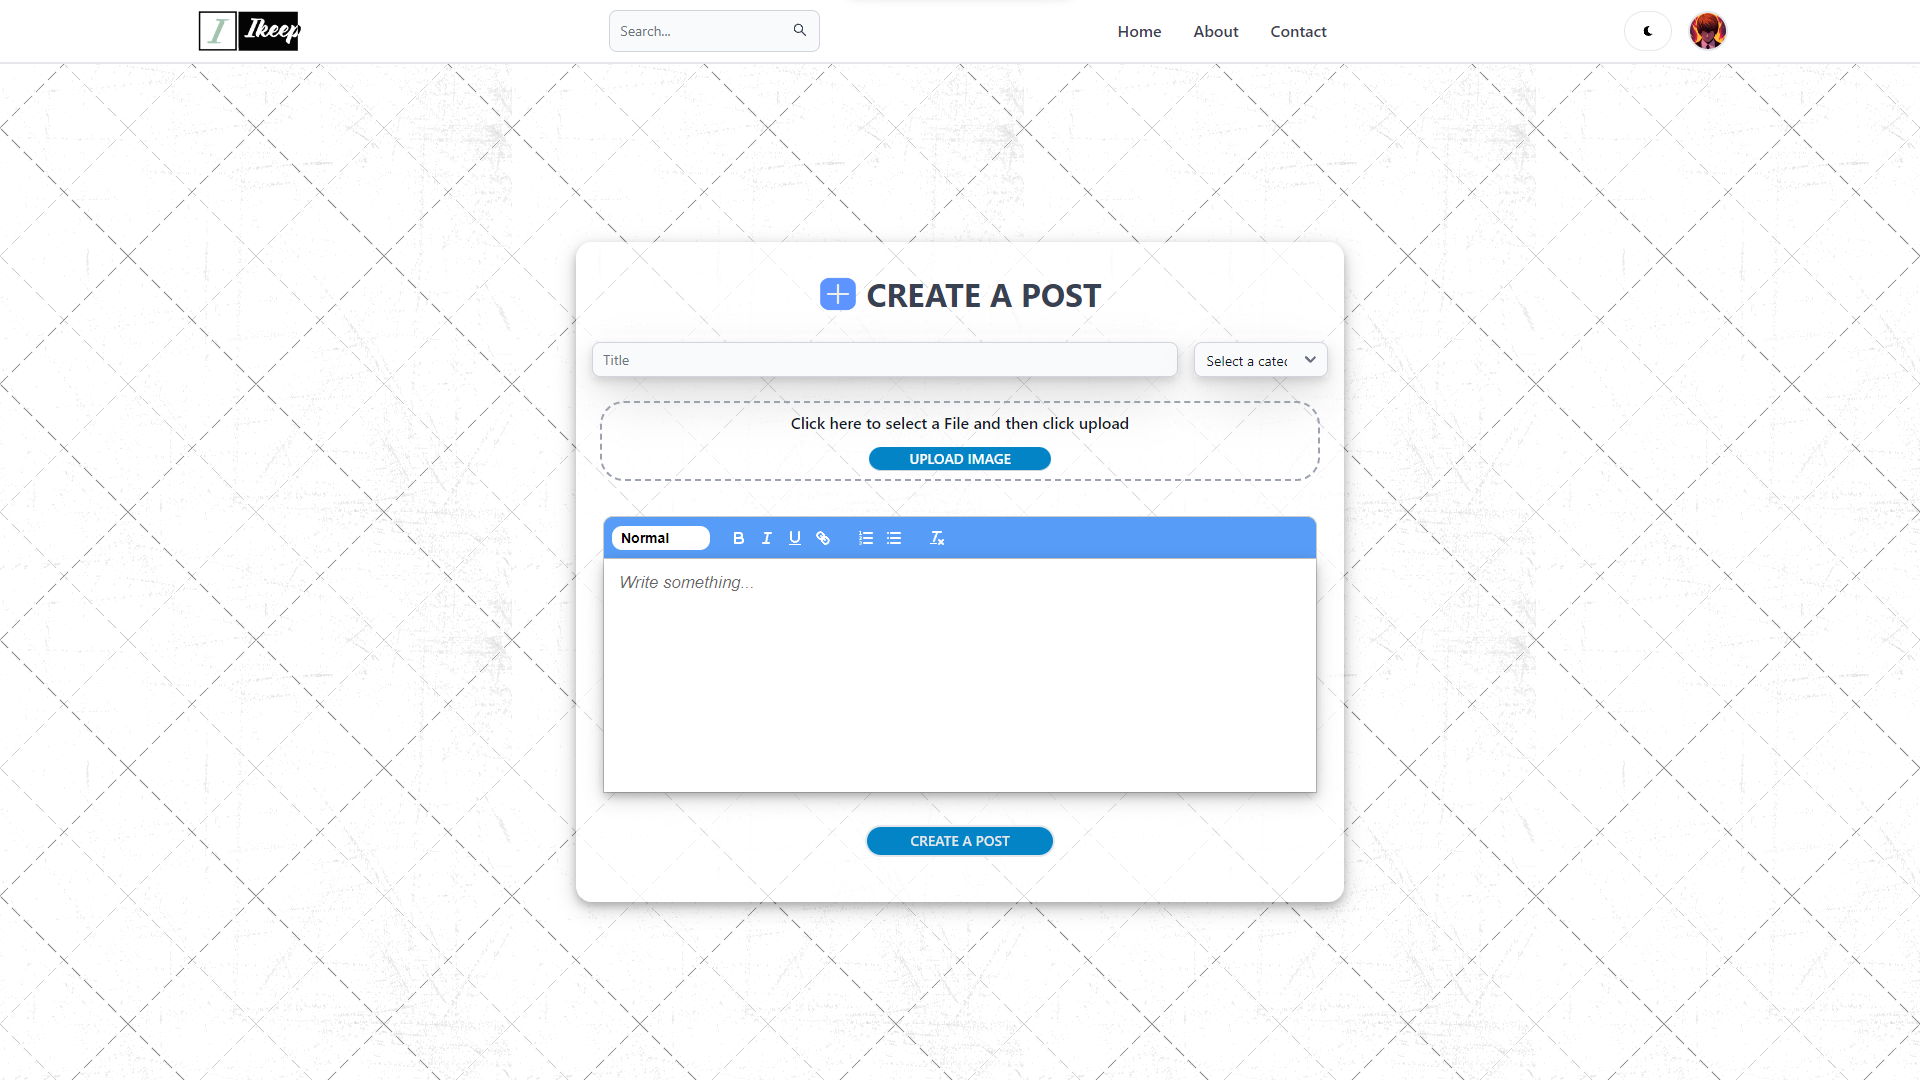 I Ikeep
Search...
Home About Contact
CREATE A POST
Title
Select a cate
Click here to select a File and then click upload
UPLOAD IMAGE
Normal B I U
Write something...
CREATE A POST